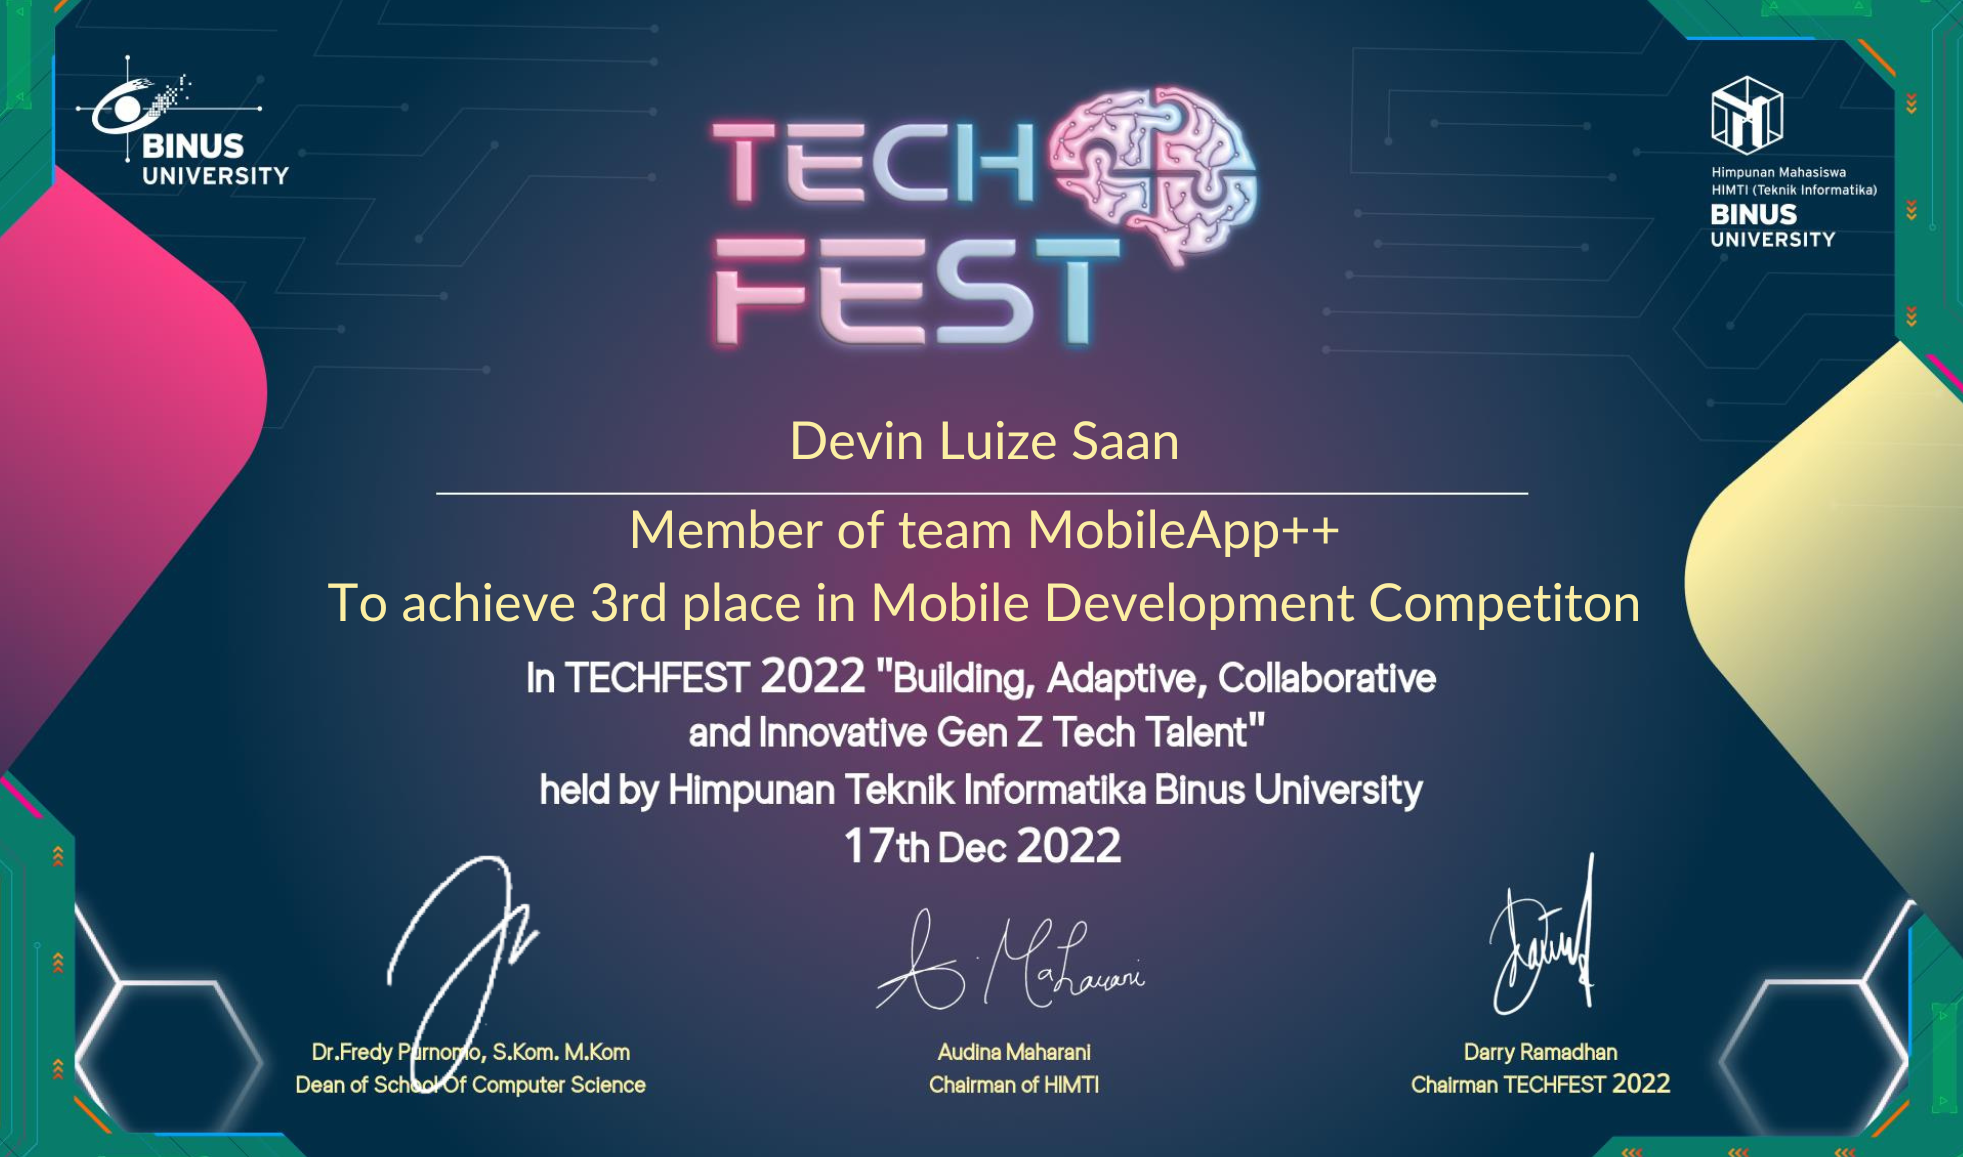 BINUS
UNIVERSITY
TECH
FEST
Himpunan Mahasiswa
HIMTI (Teknik Informatika)
BINUS
UNIVERSITY
Devin Luize Saan
Member of team MobileApp++
To achieve 3rd place in Mobile Development Competiton
In TECHFEST 2022 "Building, Adaptive, Collaborative
and Innovative Gen Z Tech Talent"
held by Himpunan Teknik Informatika Binus University
17th Dec 2022
A. Maharani
Dr.Fredy Purnomo, S.Kom. M.Kom
Dean of School Of Computer Science
Audina Maharani
Chairman of HIMTI
Darry Ramadhan
Chairman TECHFEST 2022